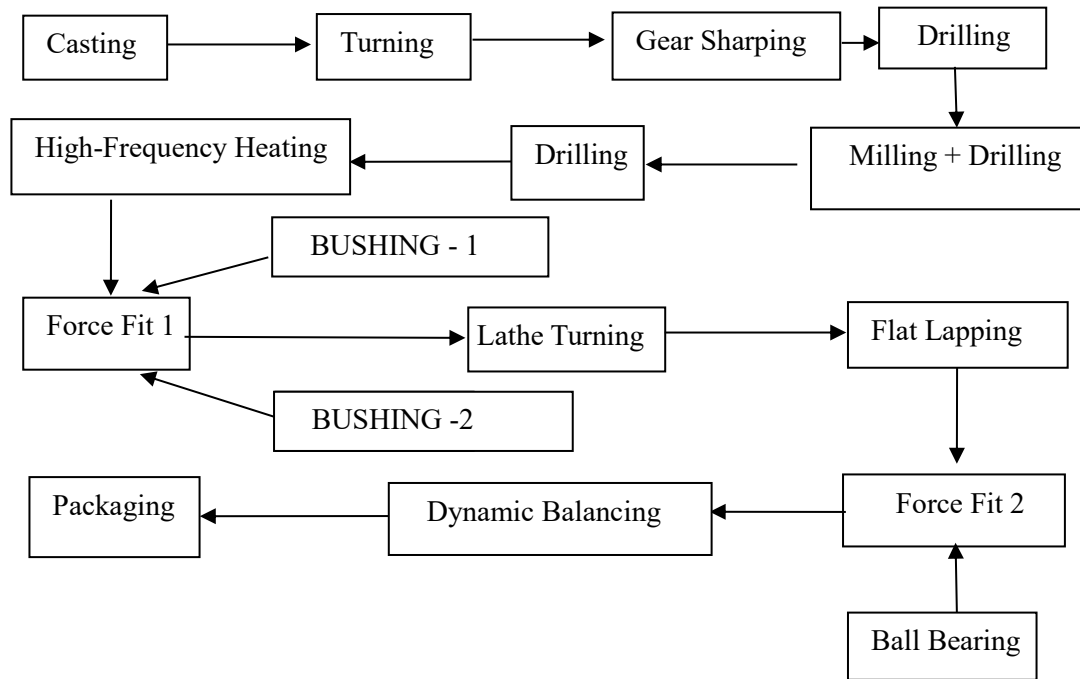 Casting
Turning
Gear Sharping
Drilling
High-Frequency Heating
Drilling
Milling + Drilling
BUSHING - 1
Force Fit 1
Lathe Turning
Flat Lapping
BUSHING -2
Packaging
Dynamic Balancing
Force Fit 2
Ball Bearing